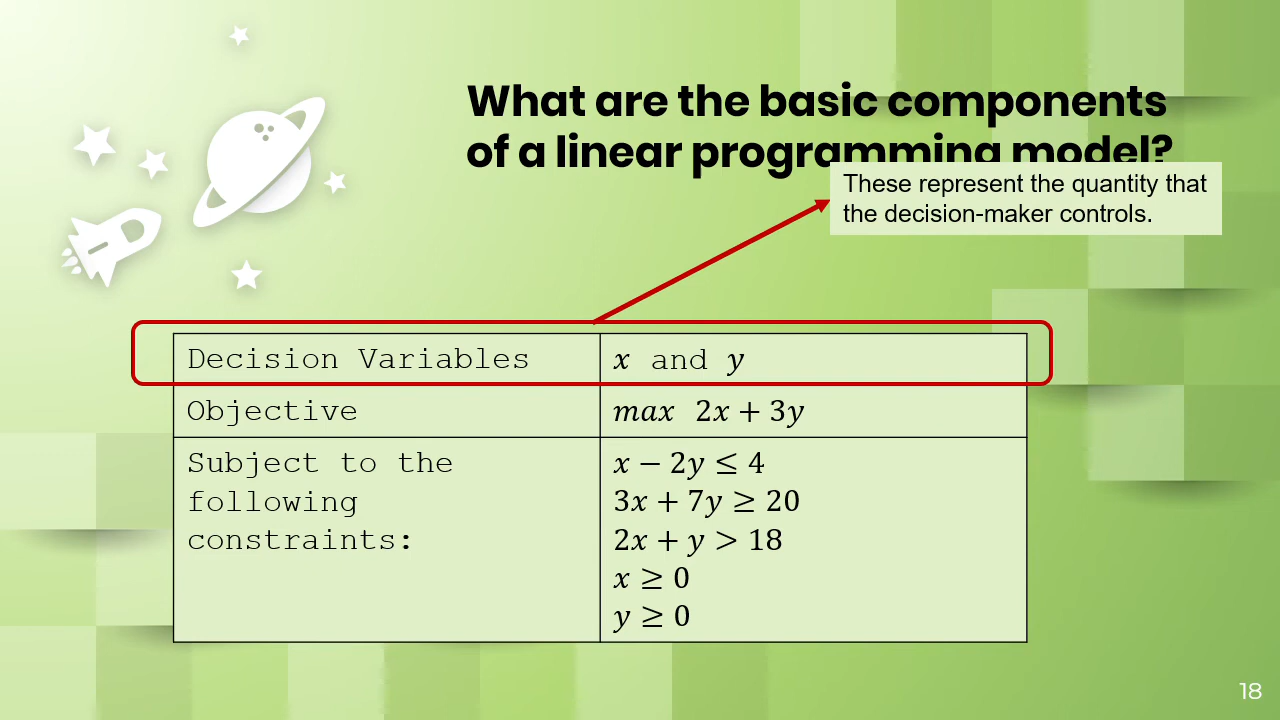 What are the basic components
of a linear programming model?
These represent the quantity that
the decision-maker controls.
Decision Variables
x and y
Objective
max 2x + 3y
Subject to the
following
constraints:
x − 2y ≤ 4
3x + 7y ≥ 20
2x + y > 18
x ≥ 0
y ≥ 0
18